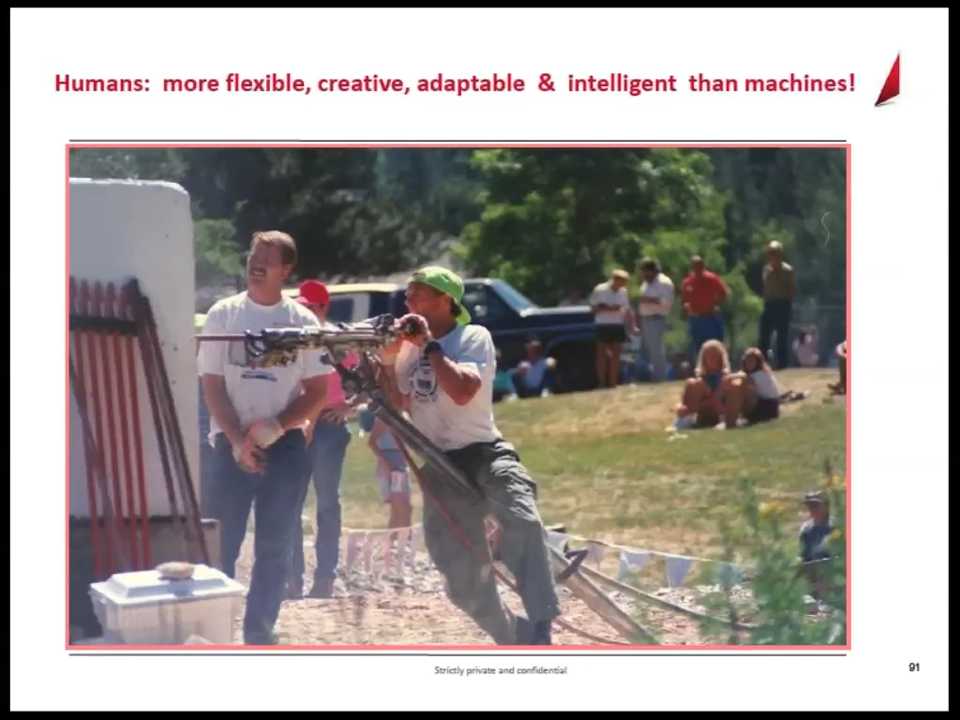 Humans: more flexible, creative, adaptable & intelligent than machines!
Strictly private and confidential
91